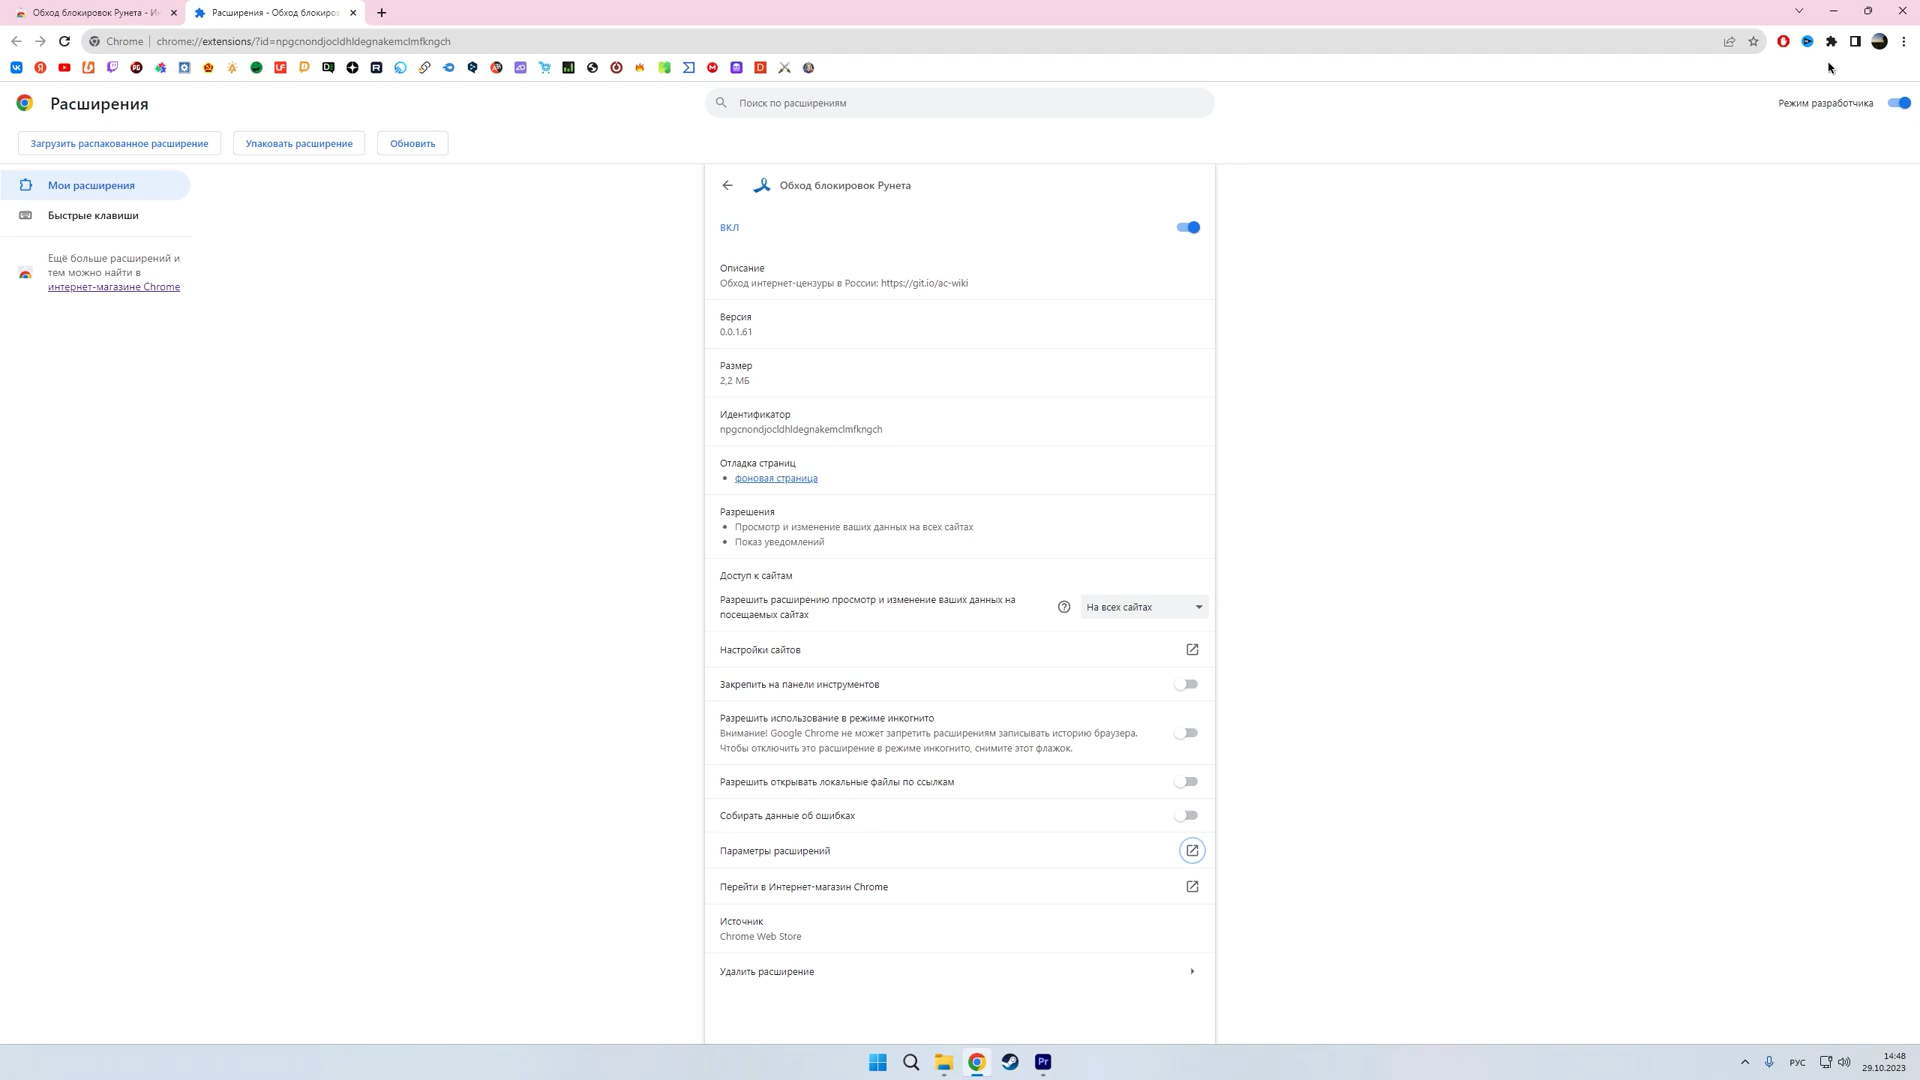 Обход блокировок Рунета - Ин
Расширения - Обход блокиро
Chrome
chrome://extensions/?id=npgcnondjocldhldegnakemclmfkngch
Расширения
Поиск по расширениям
Режим разработчика
Загрузить распакованное расширение
Упаковать расширение
Обновить
Мои расширения
Быстрые клавиши
Ещё больше расширений и
тем можно найти в
интернет-магазине Chrome
Обход блокировок Рунета
ВКЛ
Описание
Обход интернет-цензуры в России: https://git.io/ac-wiki
Версия
0.0.1.61
Размер
2,2 МБ
Идентификатор
npgcnondjocldhldegnakemclmfkngch
Отладка страниц
фоновая страница
Разрешения
Просмотр и изменение ваших данных на всех сайтах
Показ уведомлений
Доступ к сайтам
Разрешить расширению просмотр и изменение ваших данных на
посещаемых сайтах
На всех сайтах
Настройки сайтов
Закрепить на панели инструментов
Разрешить использование в режиме инкогнито
Внимание! Google Chrome не может запретить расширениям записывать историю браузера.
Чтобы отключить это расширение в режиме инкогнито, снимите этот флажок.
Разрешить открывать локальные файлы по ссылкам
Собирать данные об ошибках
Параметры расширений
Перейти в Интернет-магазин Chrome
Источник
Chrome Web Store
Удалить расширение
Pr
РУС
14:48
29.10.2023